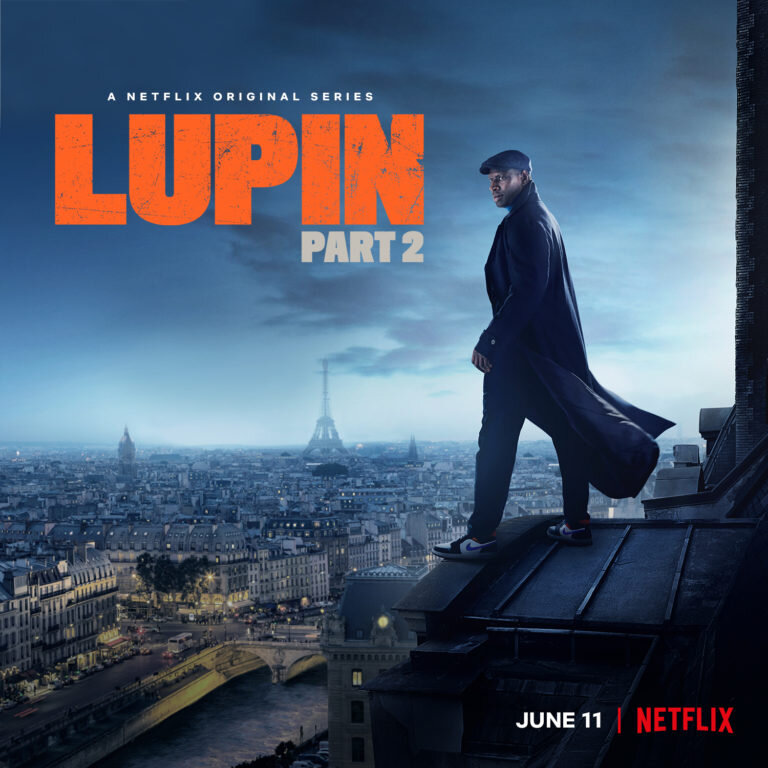 A NETFLIX ORIGINAL SERIES
LUPIN
PART 2
JUNE 11 | NETFLIX